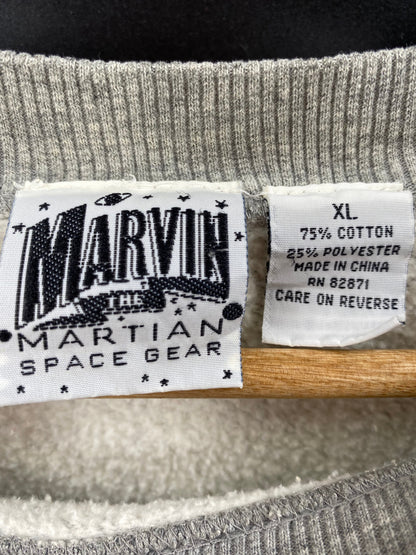 MARVIN
THE
MARTIAN
SPACE GEAR
XL
75% COTTON
25% POLYESTER
MADE IN CHINA
RN 82871
CARE ON REVERSE